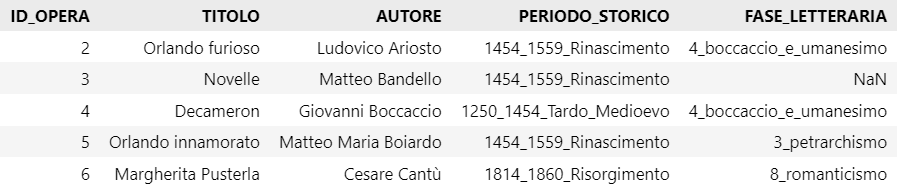 ID_OPERA TITOLO AUTORE PERIODO_STORICO FASE_LETTERARIA
2 Orlando furioso Ludovico Ariosto 1454_1559_Rinascimento 4_boccaccio_e_umanesimo
3 Novelle Matteo Bandello 1454_1559_Rinascimento NaN
4 Decameron Giovanni Boccaccio 1250_1454_Tardo_Medioevo 4_boccaccio_e_umanesimo
5 Orlando innamorato Matteo Maria Boiardo 1454_1559_Rinascimento 3_petrarchismo
6 Margherita Pusterla Cesare Cantù 1814_1860_Risorgimento 8_romanticismo